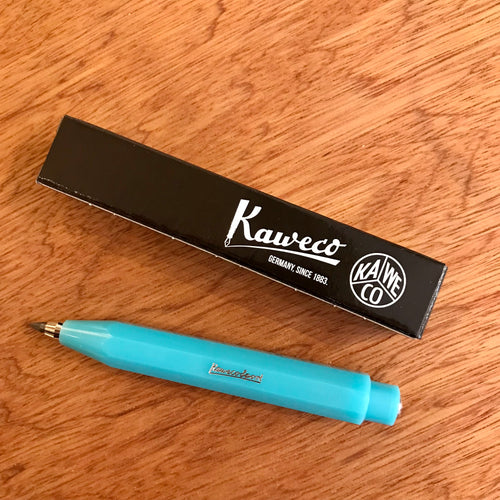 Kaweco
GERMANY, SINCE 1883.
KA WE
CO